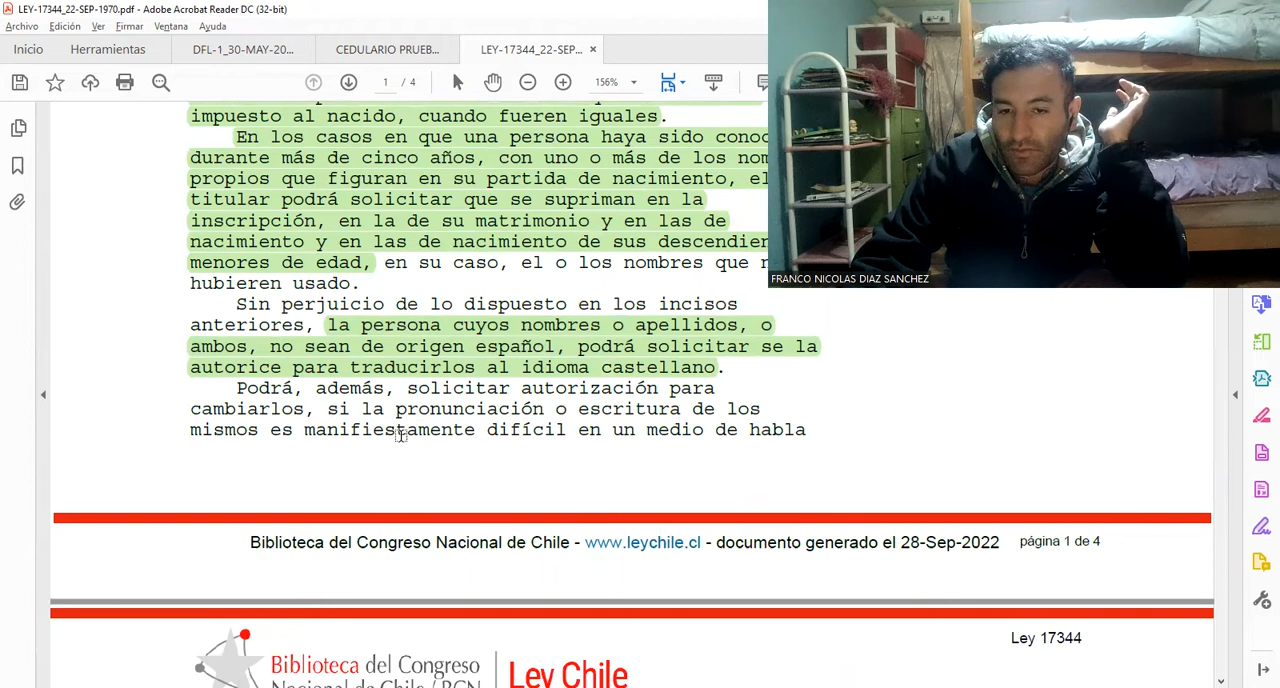 LEY-17344_22-SEP-1970.pdf - Adobe Acrobat Reader DC (32-bit)
Archivo Edición Ver Firmar Ventana Ayuda
Inicio Herramientas DFL-1_30-MAY-20... CEDULARIO PRUEB... LEY-17344_22-SEP... ×
1 / 4 156%
impuesto al nacido, cuando fueren iguales.
En los casos en que una persona haya sido conoc
durante más de cinco años, con uno o más de los nom
propios que figuran en su partida de nacimiento, el
titular podrá solicitar que se supriman en la
inscripción, en la de su matrimonio y en las de
nacimiento y en las de nacimiento de sus descendien
menores de edad, en su caso, el o los nombres que n
hubieren usado.
Sin perjuicio de lo dispuesto en los incisos
anteriores, la persona cuyos nombres o apellidos, o
ambos, no sean de origen español, podrá solicitar se la
autorice para traducirlos al idioma castellano.
Podrá, además, solicitar autorización para
cambiarlos, si la pronunciación o escritura de los
mismos es manifiestamente difícil en un medio de habla
FRANCO NICOLAS DIAZ SANCHEZ
Biblioteca del Congreso Nacional de Chile - www.leychile.cl - documento generado el 28-Sep-2022 página 1 de 4
Ley 17344
Biblioteca del Congreso
Nacional de Chile / BCN
Ley Chile